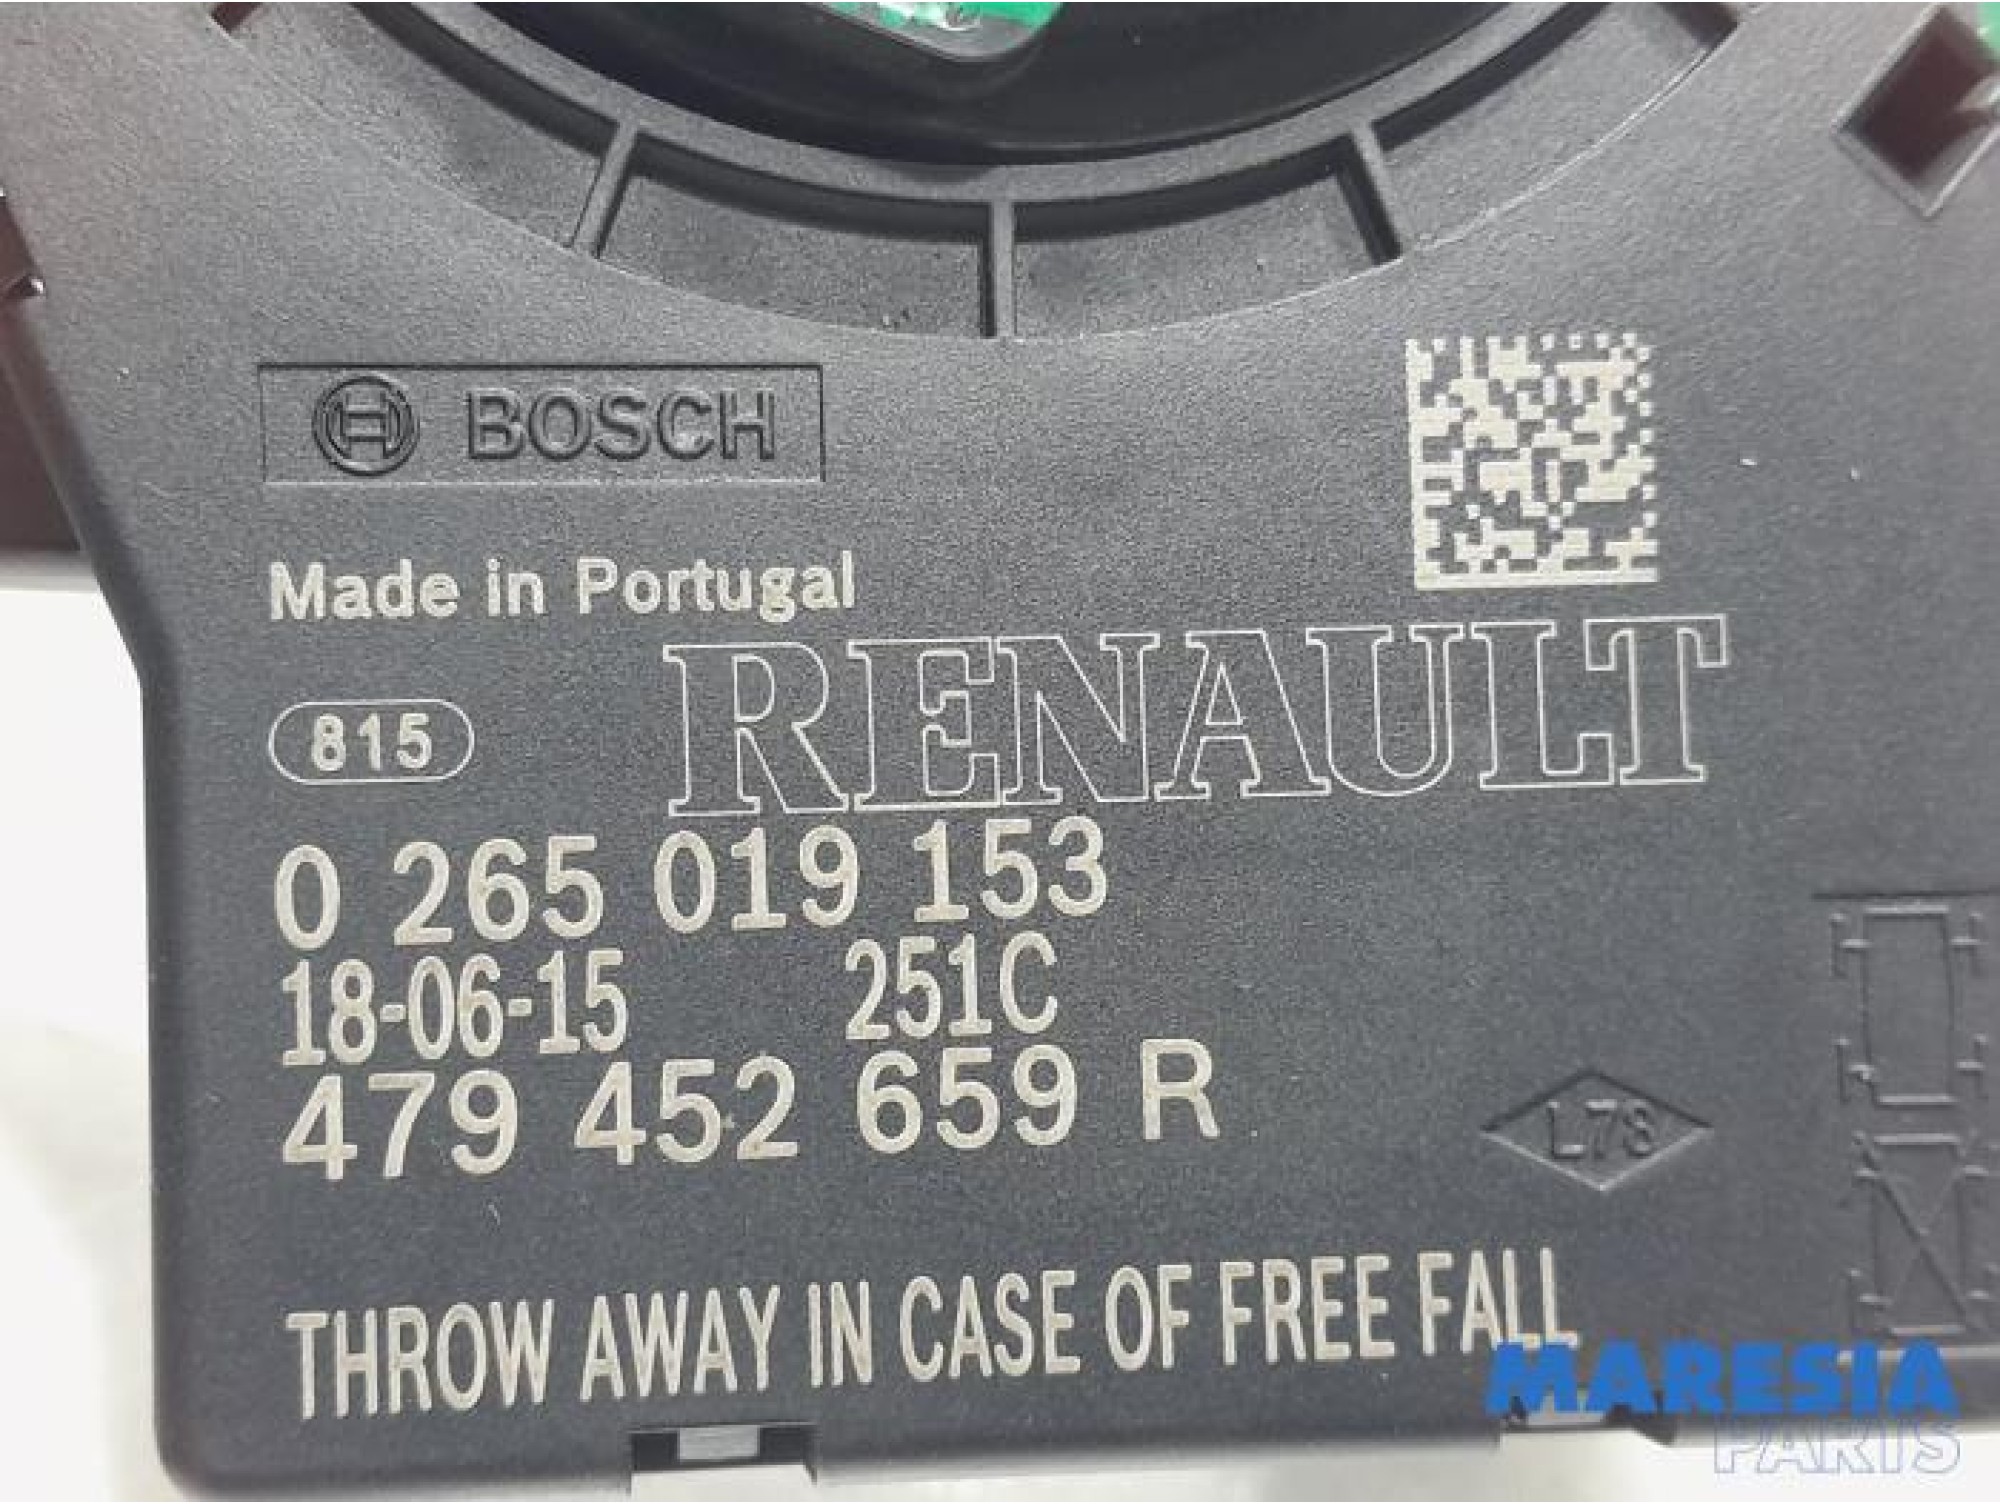 BOSCH
Made in Portugal
RENAULT
815
0 265 019 153
18-06-15 251C
479 452 659 R
L78
THROW AWAY IN CASE OF FREE FALL
MARESIA
PARTS